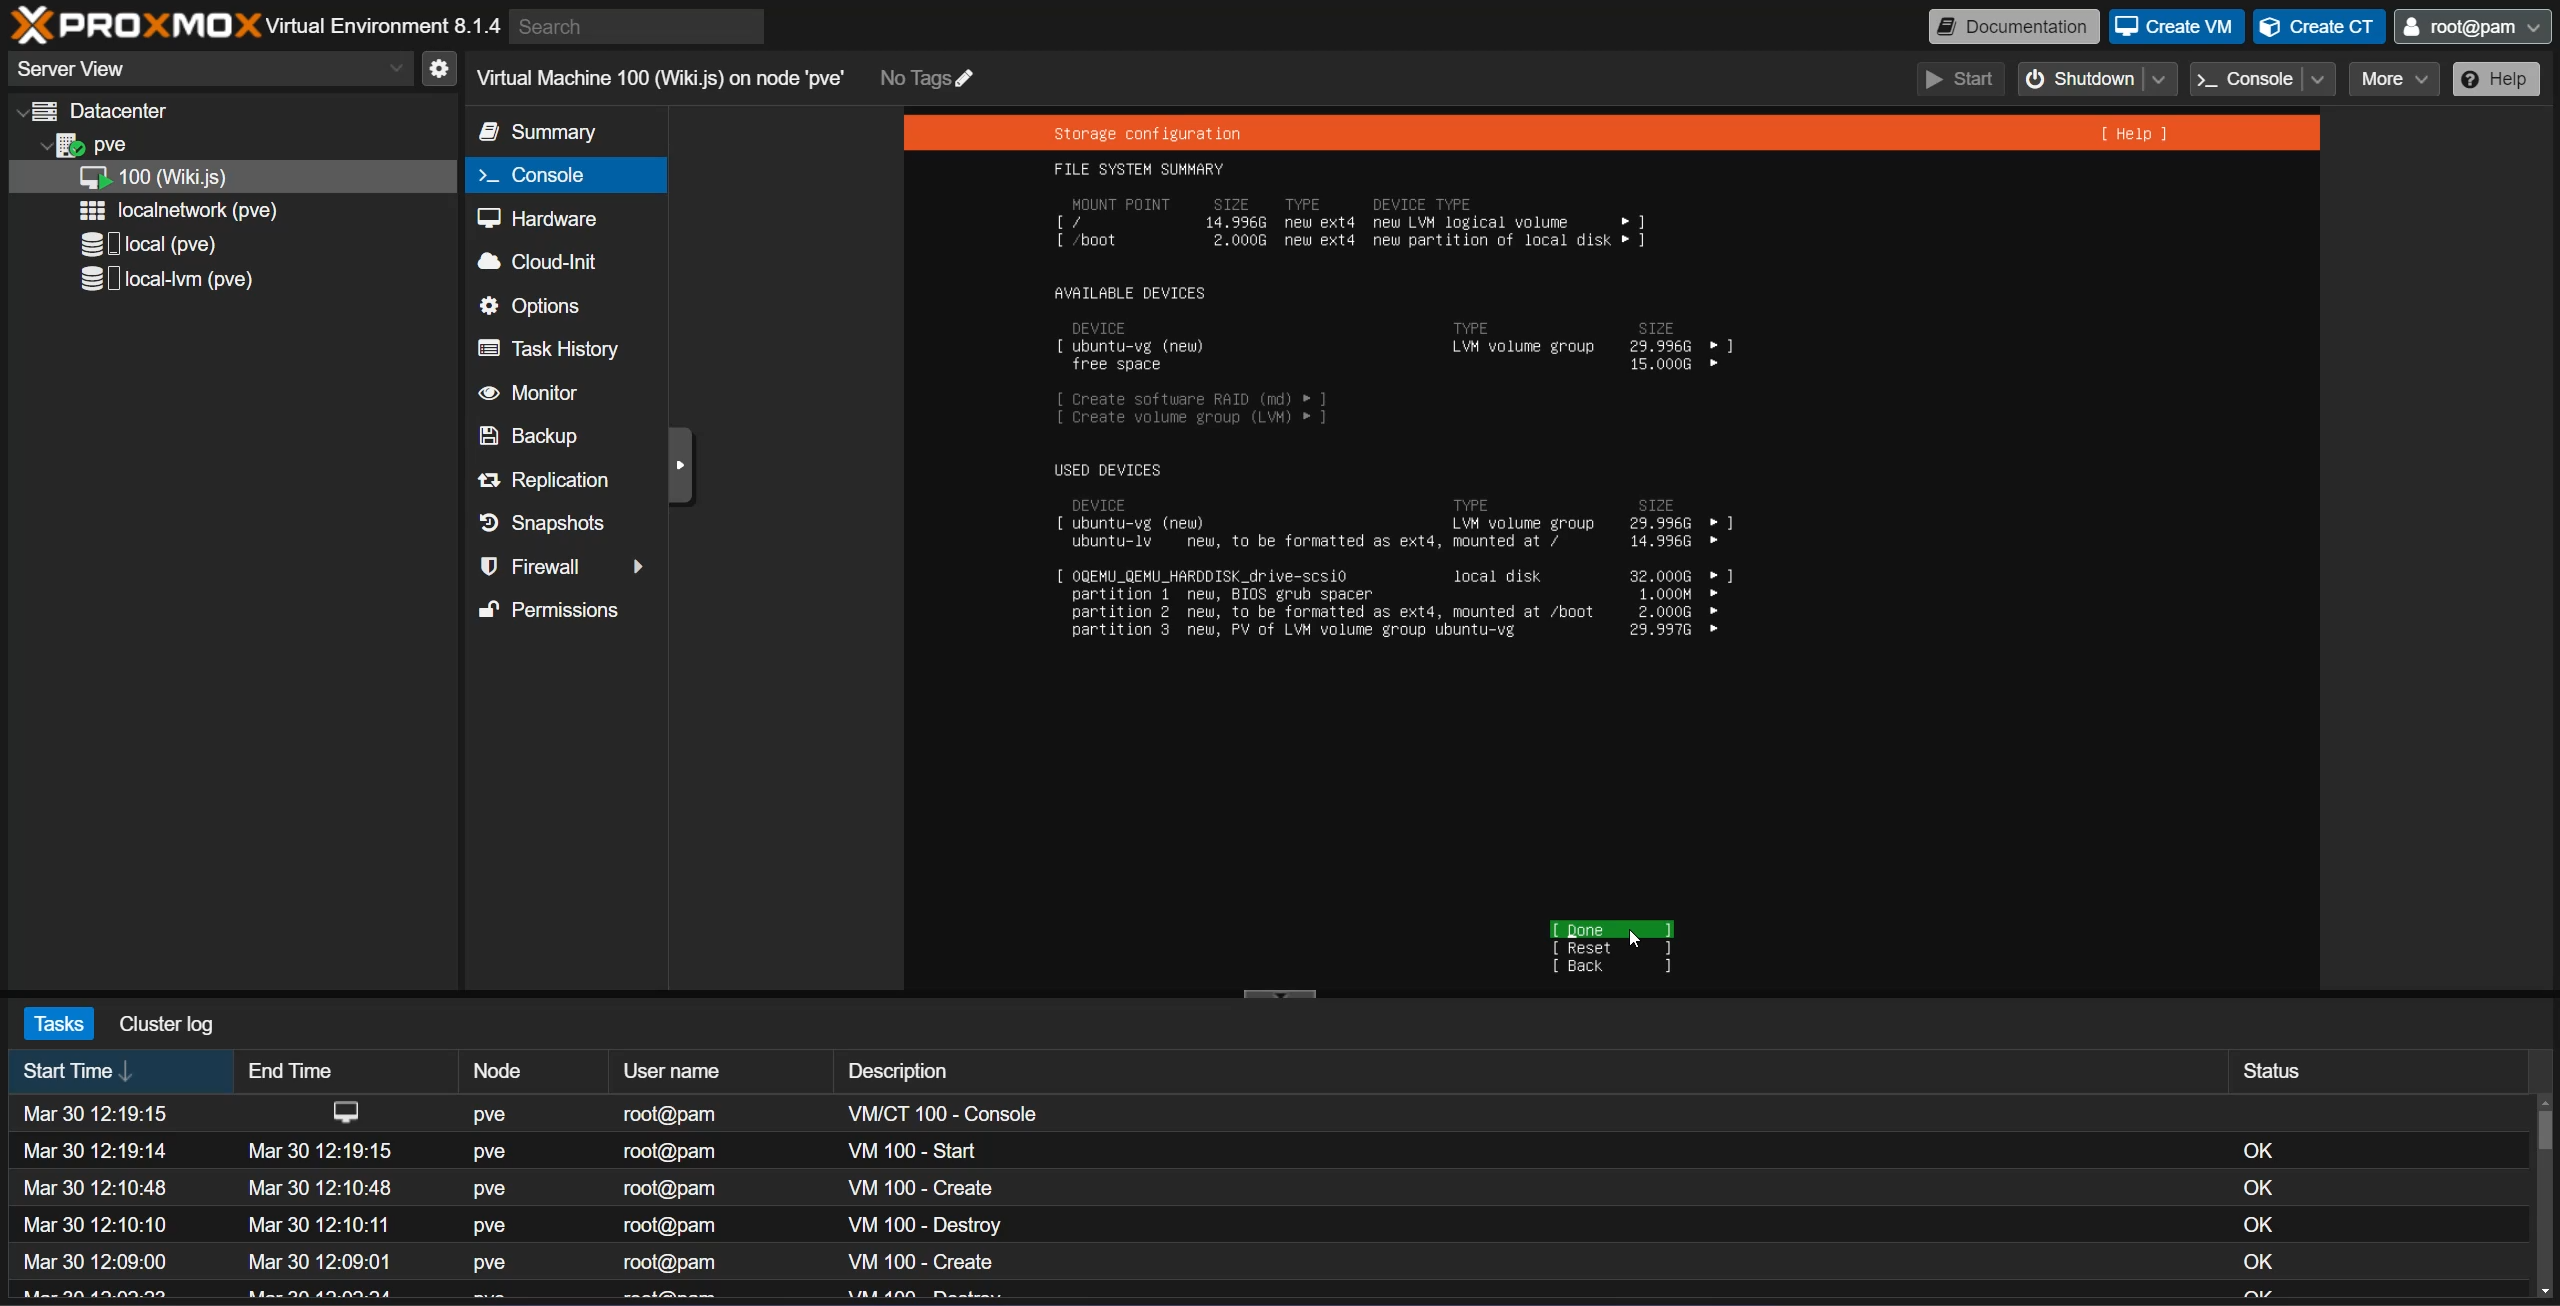 PROXMOX Virtual Environment 8.1.4 Search Documentation Create VM Create CT root@pam
Server View
Virtual Machine 100 (Wiki.js) on node 'pve' No Tags Start Shutdown Console More Help
Datacenter
pve
100 (Wiki.js)
localnetwork (pve)
local (pve)
local-lvm (pve)
Summary
Console
Hardware
Cloud-Init
Options
Task History
Monitor
Backup
Replication
Snapshots
Firewall
Permissions
Storage configuration [ Help ]
FILE SYSTEM SUMMARY
MOUNT POINT SIZE TYPE DEVICE TYPE
[ / 14.996G new ext4 new LVM logical volume ▸ ]
[ /boot 2.000G new ext4 new partition of local disk ▸ ]
AVAILABLE DEVICES
DEVICE TYPE SIZE
[ ubuntu-vg (new) LVM volume group 29.996G ▸ ]
free space 15.000G ▸
[ Create software RAID (md) ▸ ]
[ Create volume group (LVM) ▸ ]
USED DEVICES
DEVICE TYPE SIZE
[ ubuntu-vg (new) LVM volume group 29.996G ▸ ]
ubuntu-lv new, to be formatted as ext4, mounted at / 14.996G ▸
[ 0QEMU_QEMU_HARDDISK_drive-scsi0 local disk 32.000G ▸ ]
partition 1 new, BIOS grub spacer 1.000M ▸
partition 2 new, to be formatted as ext4, mounted at /boot 2.000G ▸
partition 3 new, PV of LVM volume group ubuntu-vg 29.997G ▸
[ Done ]
[ Reset ]
[ Back ]
Tasks Cluster log
Start Time End Time Node User name Description Status
Mar 30 12:19:15 pve root@pam VM/CT 100 - Console
Mar 30 12:19:14 Mar 30 12:19:15 pve root@pam VM 100 - Start OK
Mar 30 12:10:48 Mar 30 12:10:48 pve root@pam VM 100 - Create OK
Mar 30 12:10:10 Mar 30 12:10:11 pve root@pam VM 100 - Destroy OK
Mar 30 12:09:00 Mar 30 12:09:01 pve root@pam VM 100 - Create OK